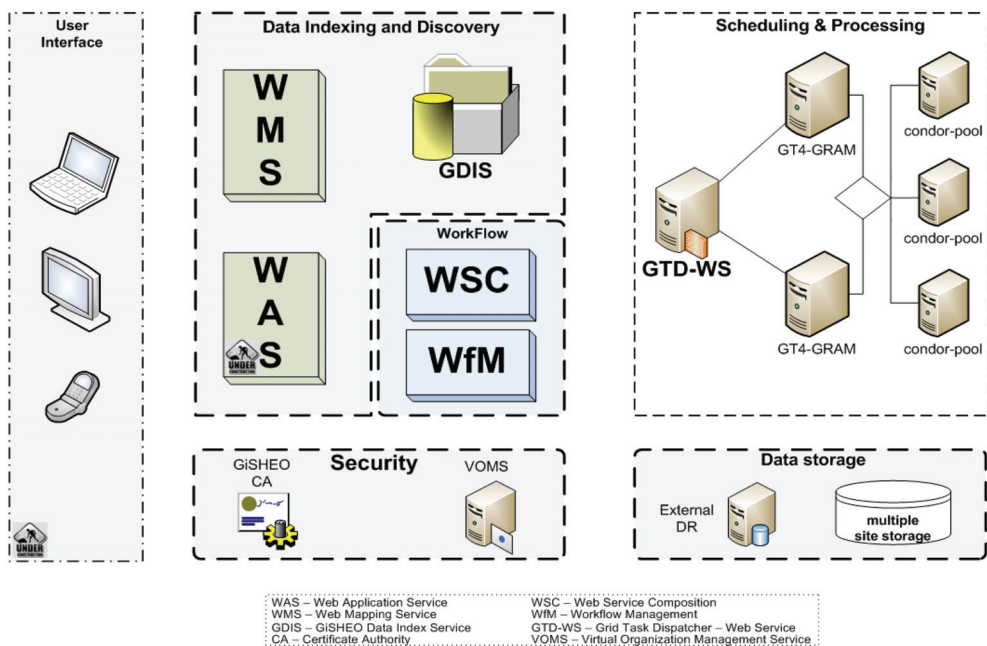 User
Interface
UNDER
CONSTRUCTION
Data Indexing and Discovery
W
M
S
GDIS
W
A
S
UNDER
CONSTRUCTION
WorkFlow
WSC
WfM
Scheduling & Processing
GT4-GRAM
condor-pool
condor-pool
GTD-WS
GT4-GRAM
condor-pool
Security
GiSHEO
CA
VOMS
Data storage
External
DR
multiple
site storage
WAS – Web Application Service
WMS – Web Mapping Service
GDIS – GiSHEO Data Index Service
CA – Certificate Authority
WSC – Web Service Composition
WfM – Workflow Management
GTD-WS – Grid Task Dispatcher – Web Service
VOMS – Virtual Organization Management Service